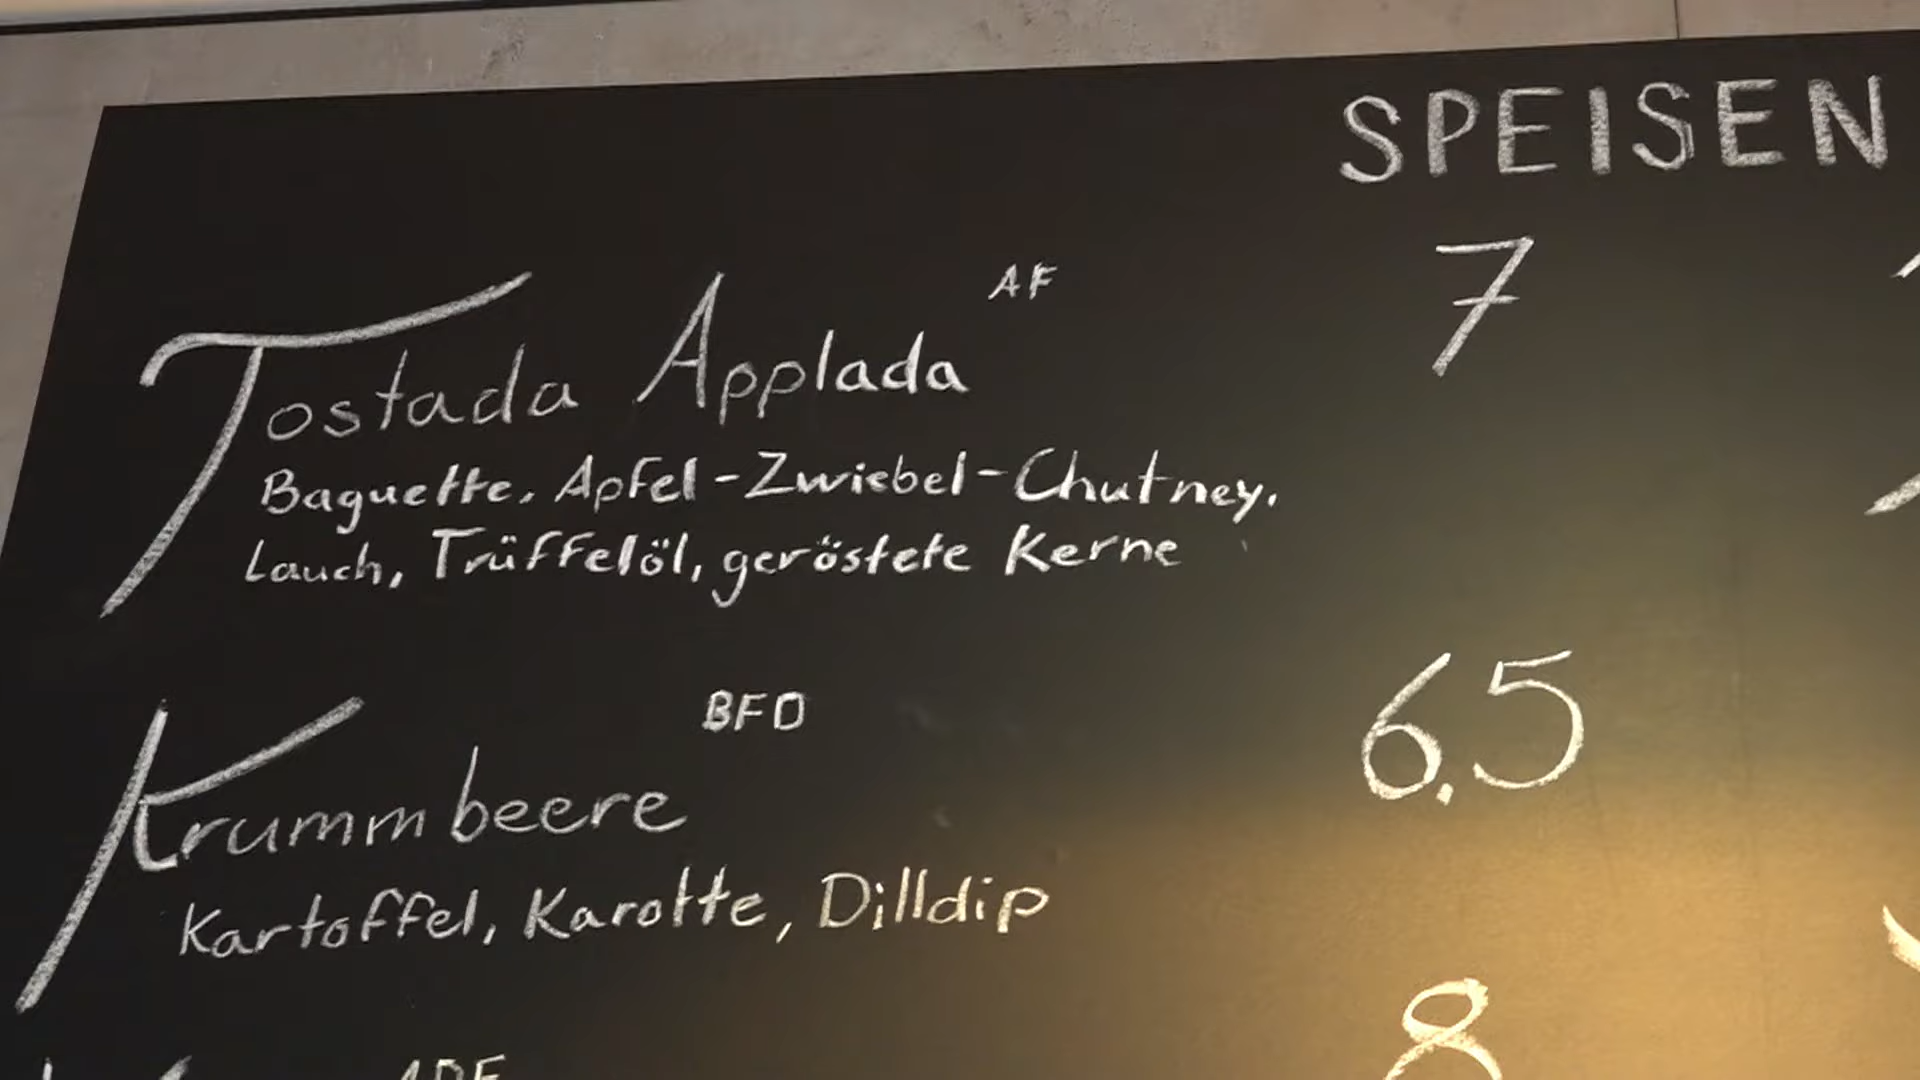 SPEISEN
Tostada Applada AF 7
Baguette, Apfel-Zwiebel-Chutney,
Lauch, Trüffelöl, geröstete Kerne
Krummbeere BFD 6,5
Kartoffel, Karotte, Dilldip
8